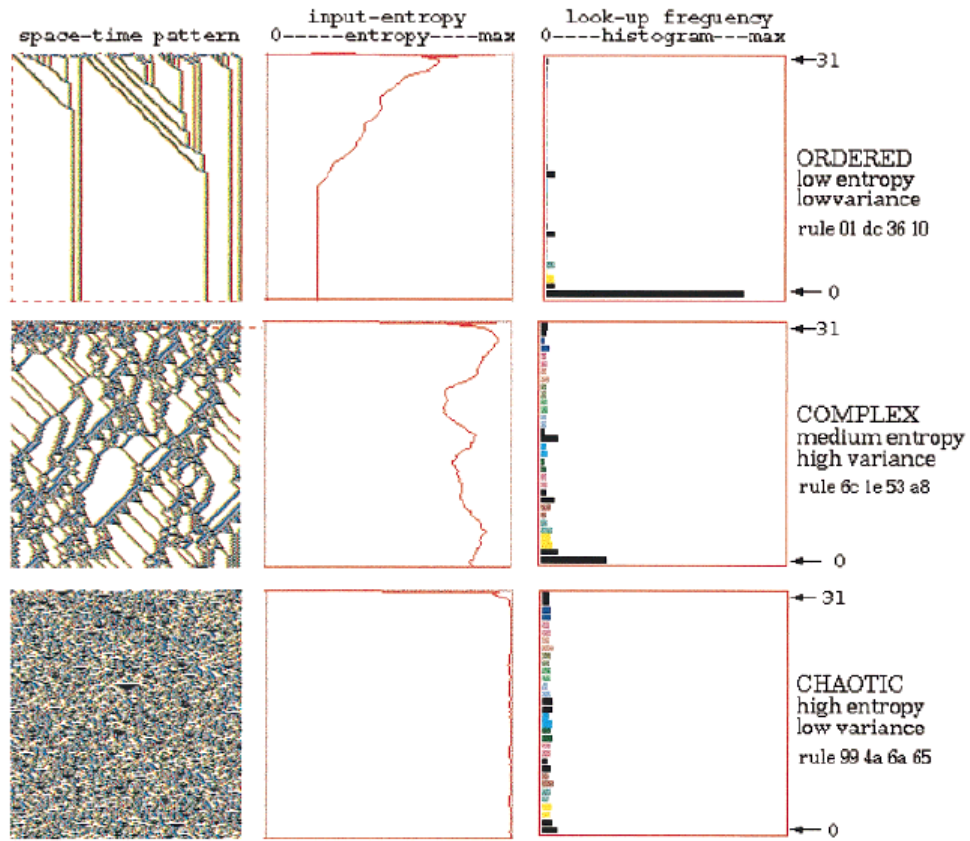 input-entropy
look-up freguency
space-time pattern
0------entropy-----max
0-----histogram---max
31
ORDERED
low entropy
lowvariance
rule 01 dc 36 10
0
31
COMPLEX
medium entropy
high variance
rule 6c 1e 53 a8
0
31
CHAOTIC
high entropy
low variance
rule 99 4a 6a 65
0